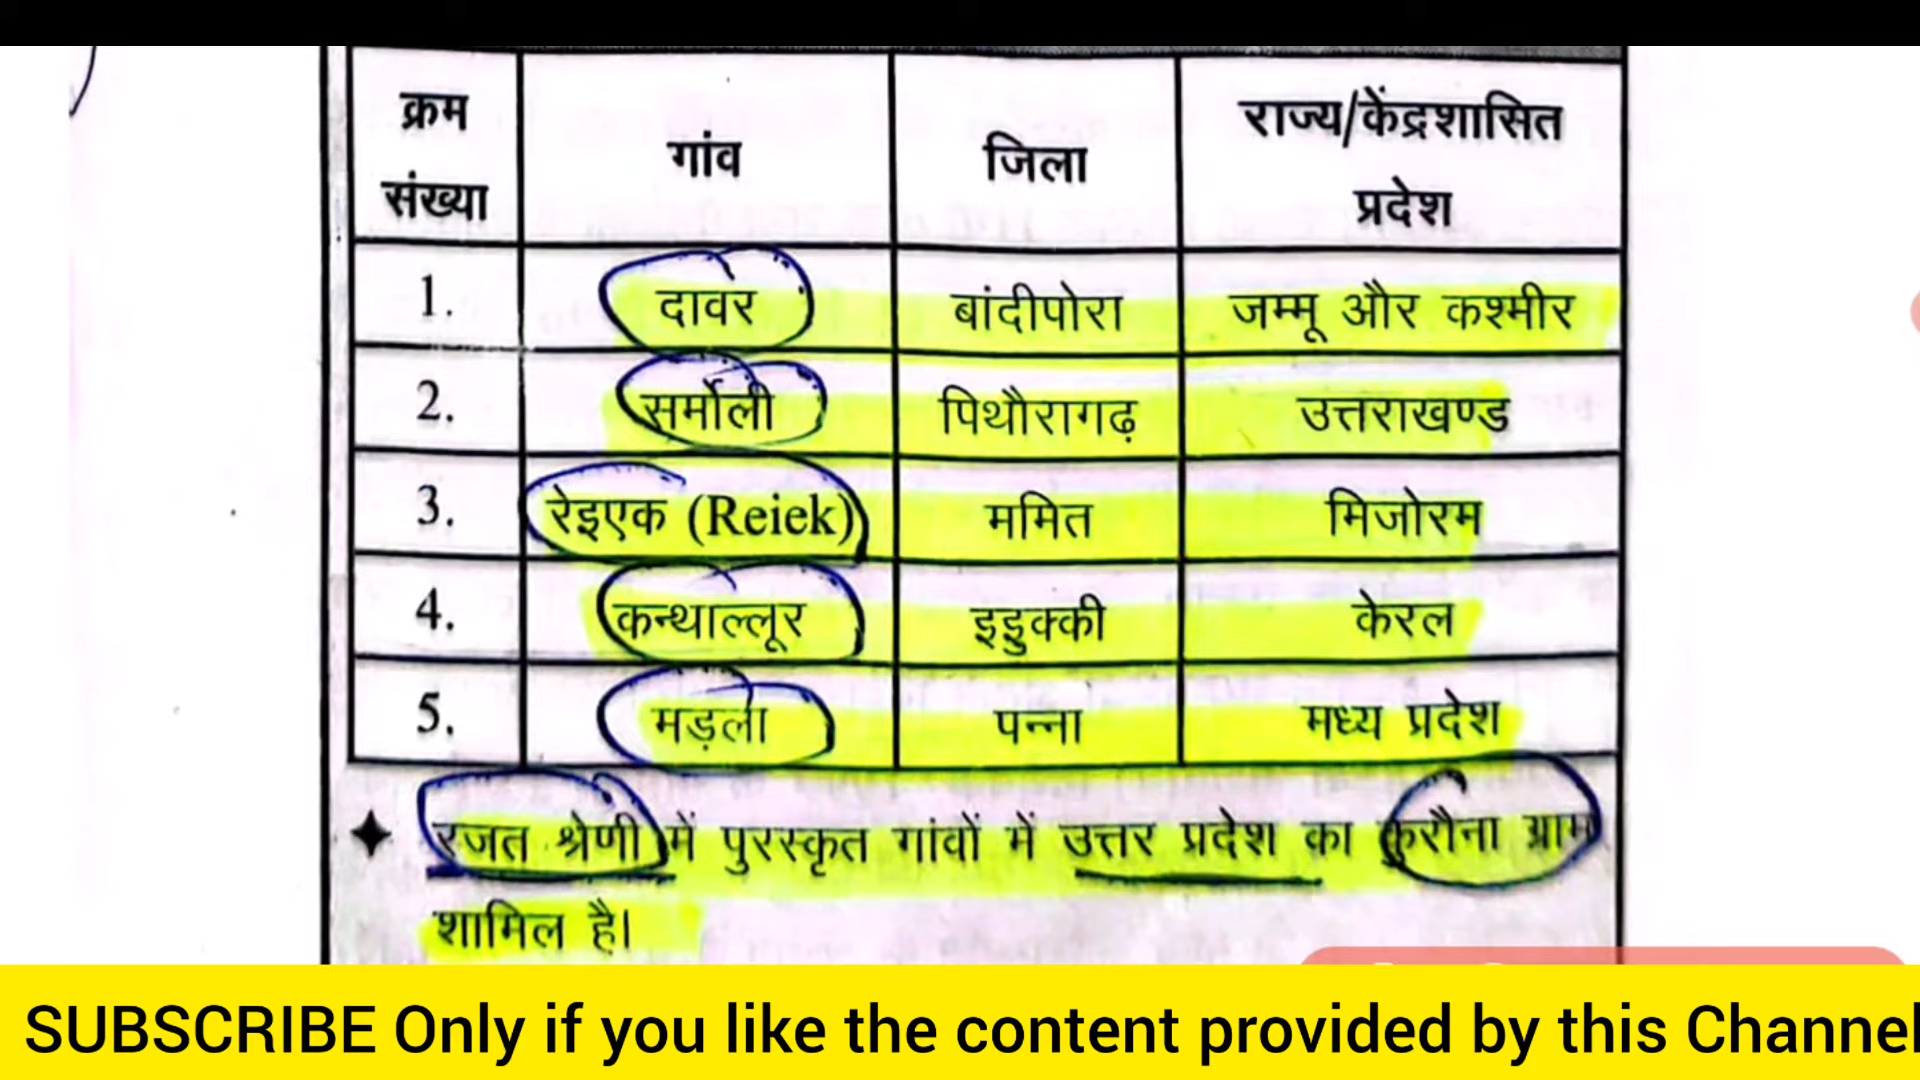 क्रम संख्या गांव जिला राज्य/केंद्रशासित प्रदेश
1. दावर बांदीपोरा जम्मू और कश्मीर
2. सर्मोली पिथौरागढ़ उत्तराखण्ड
3. रेइएक (Reiek) ममित मिजोरम
4. कन्थाल्लूर इडुक्की केरल
5. मड़ला पन्ना मध्य प्रदेश
रजत श्रेणी में पुरस्कृत गांवों में उत्तर प्रदेश का कुरौना ग्राम
शामिल है।
SUBSCRIBE Only if you like the content provided by this Channel